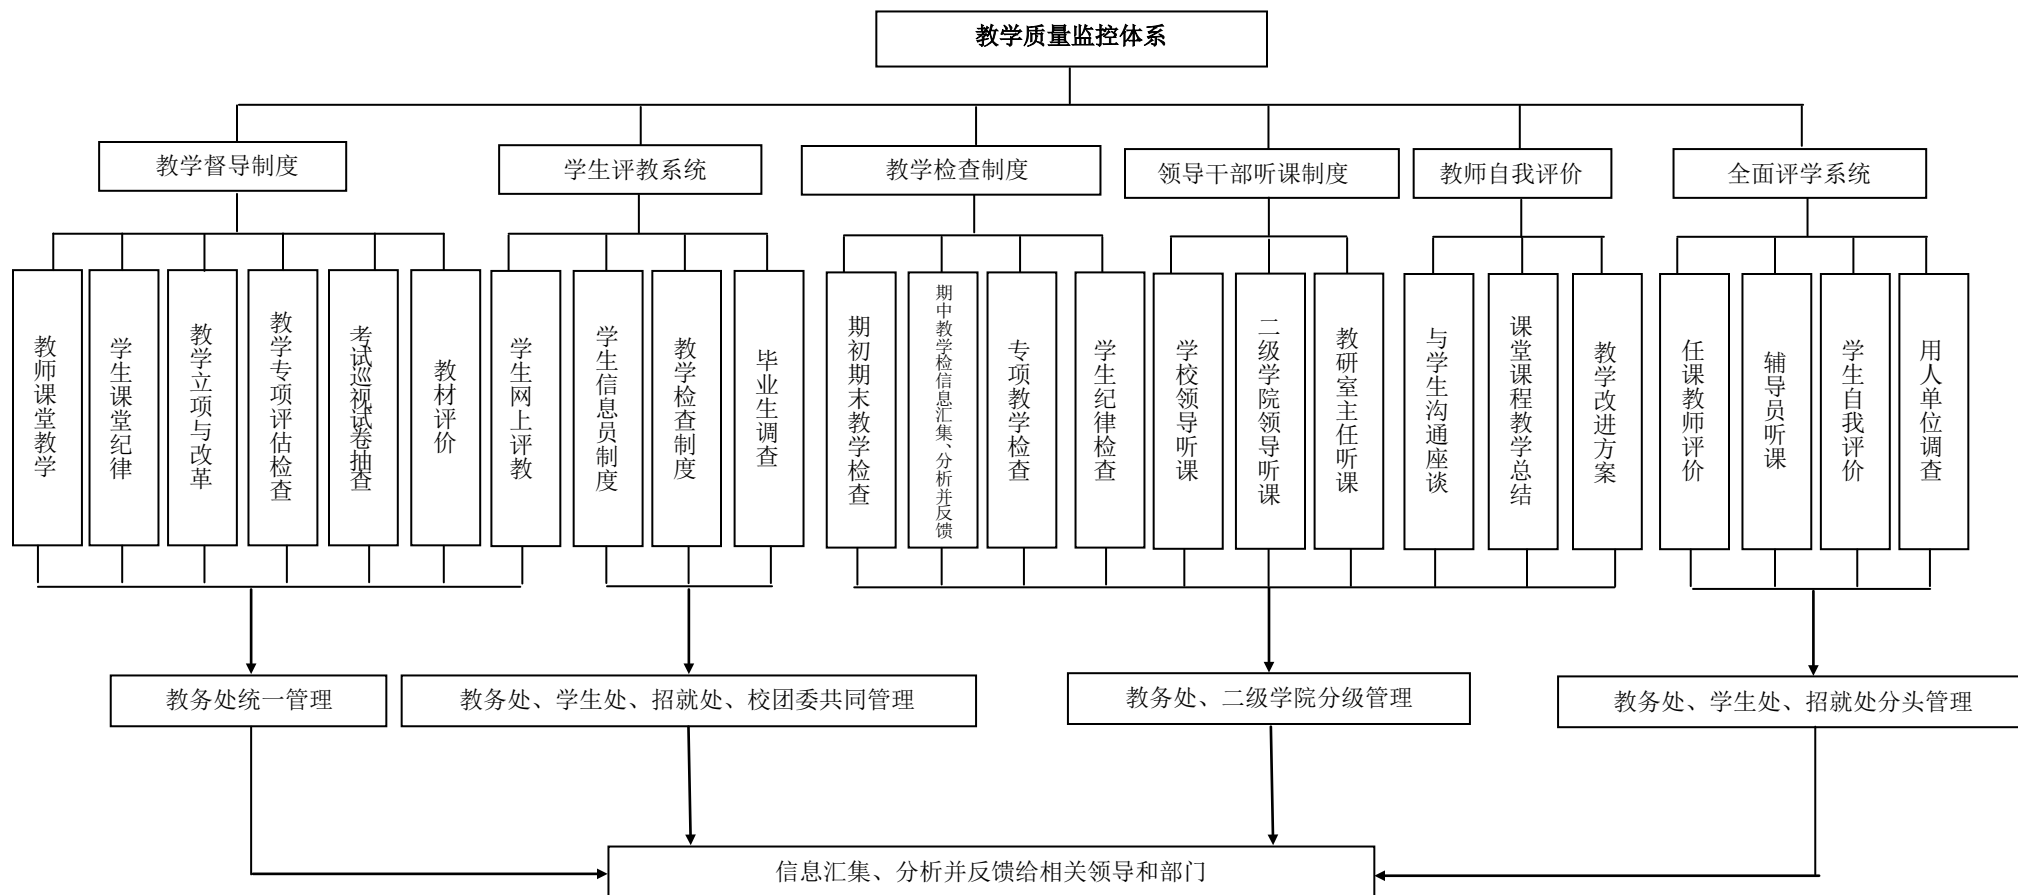 教学质量监控体系
教学督导制度
学生评教系统
教学检查制度
领导干部听课制度
教师自我评价
全面评学系统
教师课堂教学
学生课堂纪律
教学立项与改革
教学专项评估检查
考试巡视试卷抽查
教材评价
学生网上评教
学生信息员制度
教学检查制度
毕业生调查
期初期末教学检查
期中教学检信息汇集、分析并反馈
专项教学检查
学生纪律检查
学校领导听课
二级学院领导听课
教研室主任听课
与学生沟通座谈
课堂课程教学总结
教学改进方案
任课教师评价
辅导员听课
学生自我评价
用人单位调查
教务处统一管理
教务处、学生处、招就处、校团委共同管理
教务处、二级学院分级管理
教务处、学生处、招就处分头管理
信息汇集、分析并反馈给相关领导和部门